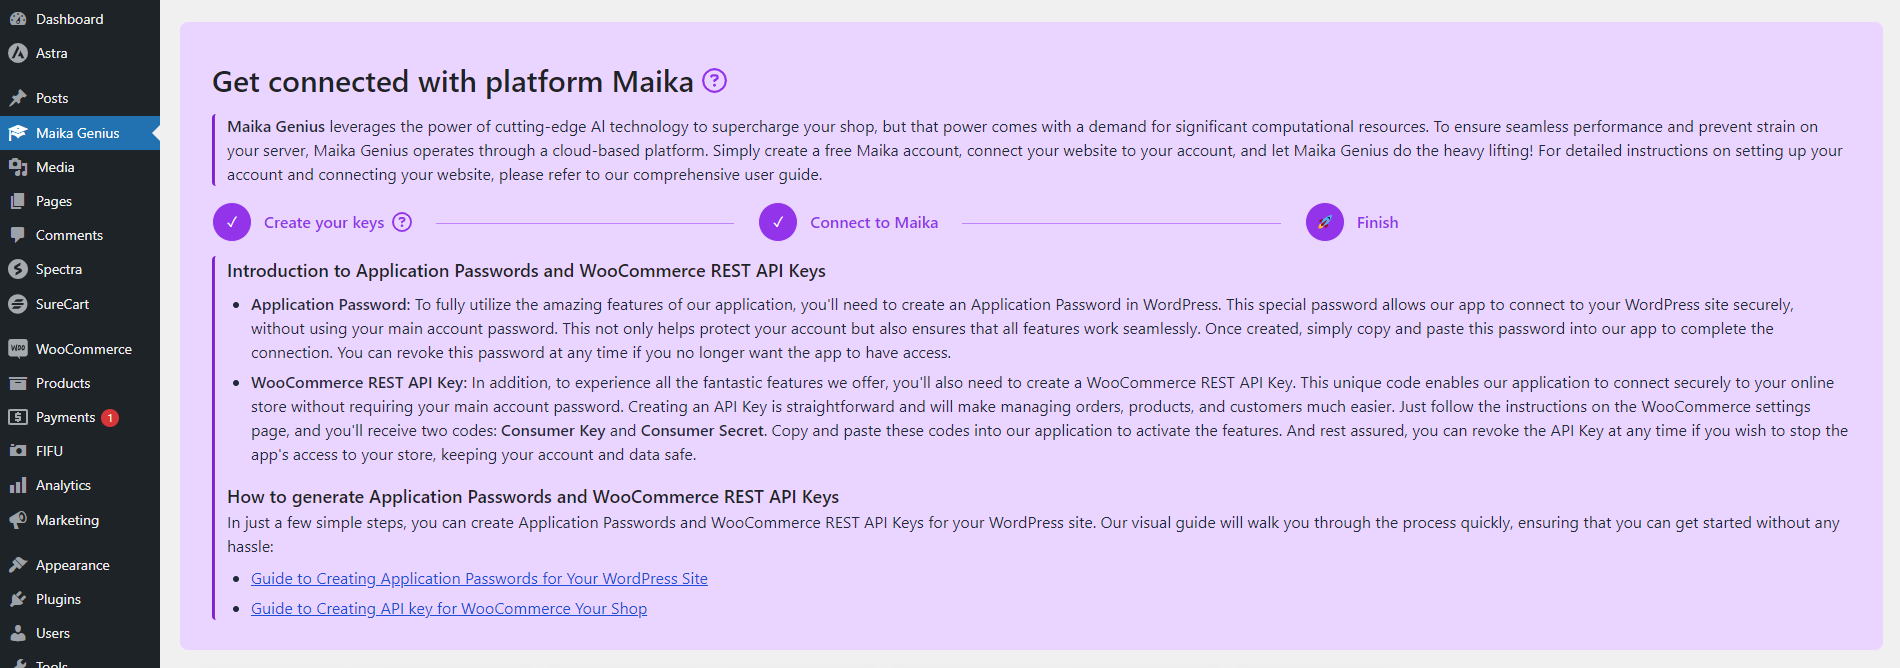 Dashboard
Astra
Posts
Maika Genius
Media
Pages
Comments
Spectra
SureCart
WooCommerce
Products
Payments 1
FIFU
Analytics
Marketing
Appearance
Plugins
Users
Tools
Get connected with platform Maika ?
Maika Genius leverages the power of cutting-edge AI technology to supercharge your shop, but that power comes with a demand for significant computational resources. To ensure seamless performance and prevent strain on
your server, Maika Genius operates through a cloud-based platform. Simply create a free Maika account, connect your website to your account, and let Maika Genius do the heavy lifting! For detailed instructions on setting up your
account and connecting your website, please refer to our comprehensive user guide.
Create your keys ? Connect to Maika Finish
Introduction to Application Passwords and WooCommerce REST API Keys
Application Password: To fully utilize the amazing features of our application, you'll need to create an Application Password in WordPress. This special password allows our app to connect to your WordPress site securely,
without using your main account password. This not only helps protect your account but also ensures that all features work seamlessly. Once created, simply copy and paste this password into our app to complete the
connection. You can revoke this password at any time if you no longer want the app to have access.
WooCommerce REST API Key: In addition, to experience all the fantastic features we offer, you'll also need to create a WooCommerce REST API Key. This unique code enables our application to connect securely to your online
store without requiring your main account password. Creating an API Key is straightforward and will make managing orders, products, and customers much easier. Just follow the instructions on the WooCommerce settings
page, and you'll receive two codes: Consumer Key and Consumer Secret. Copy and paste these codes into our application to activate the features. And rest assured, you can revoke the API Key at any time if you wish to stop the
app's access to your store, keeping your account and data safe.
How to generate Application Passwords and WooCommerce REST API Keys
In just a few simple steps, you can create Application Passwords and WooCommerce REST API Keys for your WordPress site. Our visual guide will walk you through the process quickly, ensuring that you can get started without any
hassle:
Guide to Creating Application Passwords for Your WordPress Site
Guide to Creating API key for WooCommerce Your Shop